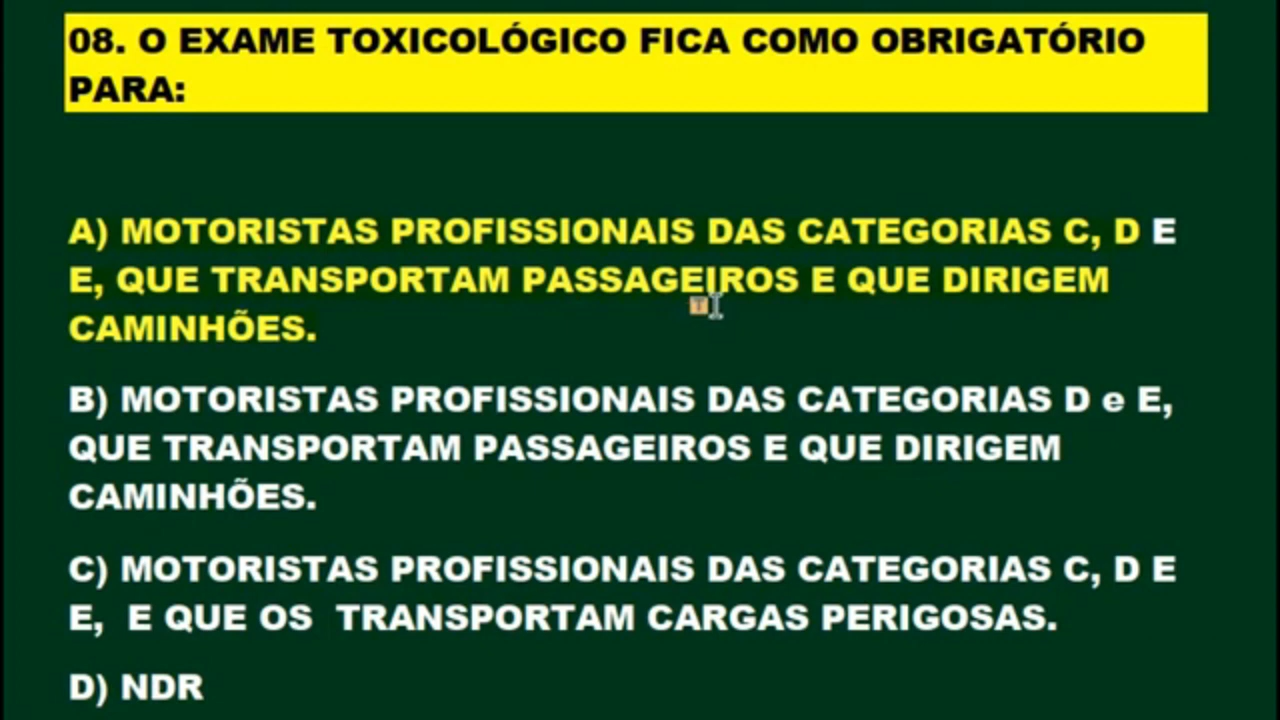 08. O EXAME TOXICOLÓGICO FICA COMO OBRIGATÓRIO
PARA:
A) MOTORISTAS PROFISSIONAIS DAS CATEGORIAS C, D E
E, QUE TRANSPORTAM PASSAGEIROS E QUE DIRIGEM
CAMINHÕES.
B) MOTORISTAS PROFISSIONAIS DAS CATEGORIAS D e E,
QUE TRANSPORTAM PASSAGEIROS E QUE DIRIGEM
CAMINHÕES.
C) MOTORISTAS PROFISSIONAIS DAS CATEGORIAS C, D E
E, E QUE OS TRANSPORTAM CARGAS PERIGOSAS.
D) NDR